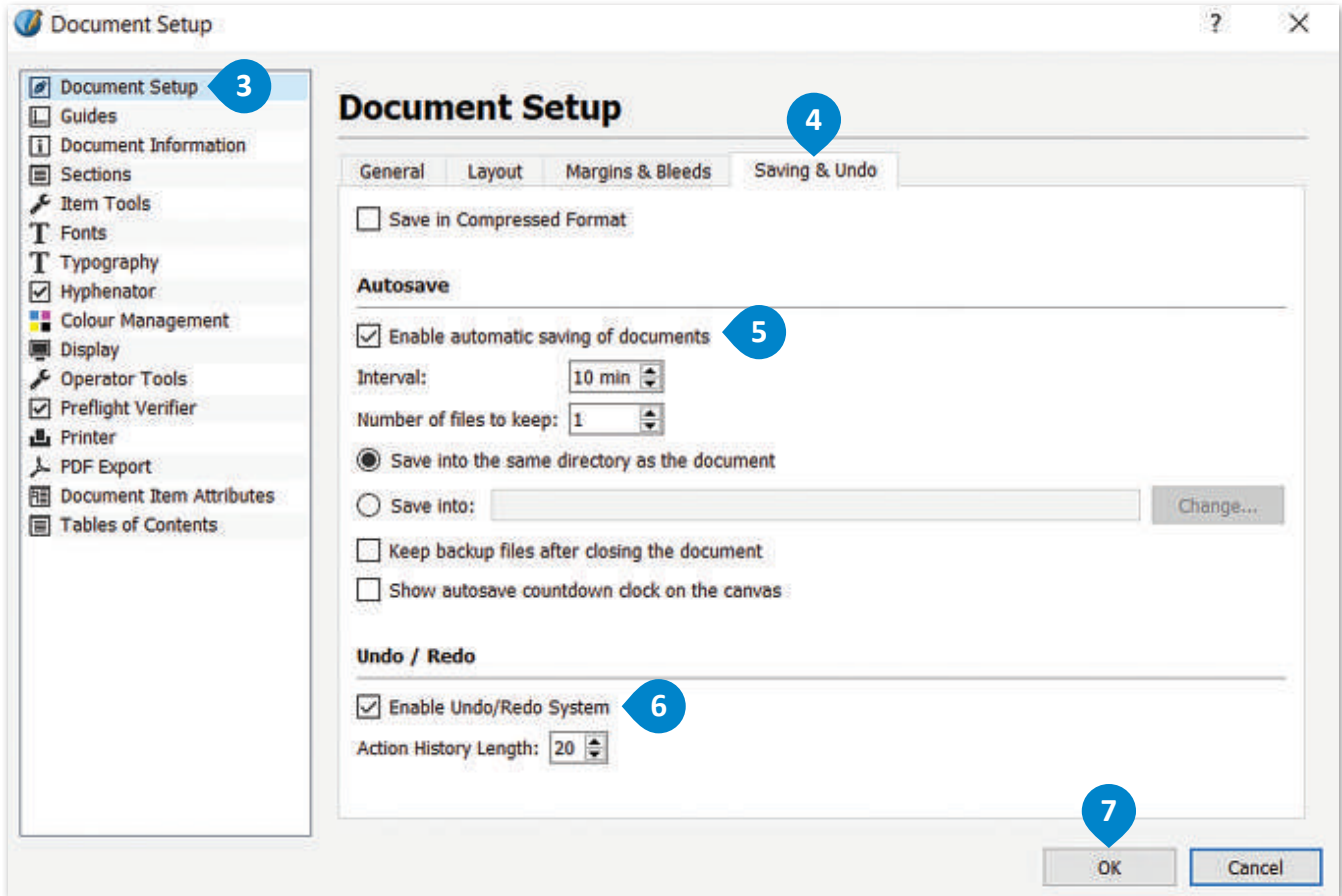 Document Setup
?
Document Setup 3
Guides
Document Information
Sections
Item Tools
Fonts
Typography
Hyphenator
Colour Management
Display
Operator Tools
Preflight Verifier
Printer
PDF Export
Document Item Attributes
Tables of Contents
Document Setup
4
General Layout Margins & Bleeds Saving & Undo
Save in Compressed Format
Autosave
Enable automatic saving of documents 5
Interval: 10 min
Number of files to keep: 1
Save into the same directory as the document
Save into: Change...
Keep backup files after closing the document
Show autosave countdown clock on the canvas
Undo / Redo
Enable Undo/Redo System 6
Action History Length: 20
7
OK Cancel